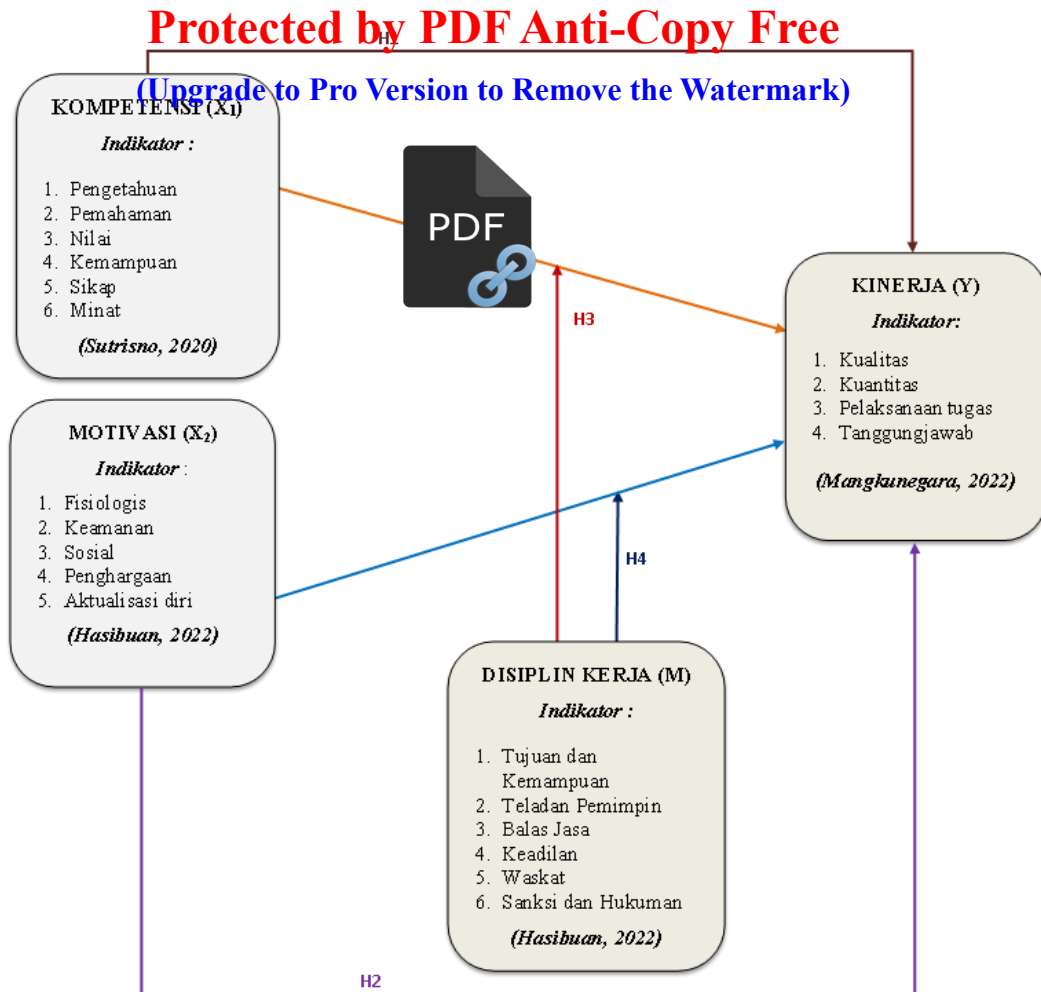 Protected by PDF Anti-Copy Free
(Upgrade to Pro Version to Remove the Watermark)
KOMPETENSI (X1)
Indikator :
1. Pengetahuan
2. Pemahaman
3. Nilai
4. Kemampuan
5. Sikap
6. Minat
(Sutrisno, 2020)
PDF
H3
KINERJA (Y)
Indikator:
1. Kualitas
2. Kuantitas
3. Pelaksanaan tugas
4. Tanggungjawab
(Mangkunegara, 2022)
MOTIVASI (X₂)
Indikator :
1. Fisiologis
2. Keamanan
3. Sosial
4. Penghargaan
5. Aktualisasi diri
(Hasibuan, 2022)
H4
DISIPLIN KERJA (M)
Indikator :
1. Tujuan dan
Kemampuan
2. Teladan Pemimpin
3. Balas Jasa
4. Keadilan
5. Waskat
6. Sanksi dan Hukuman
(Hasibuan, 2022)
H2